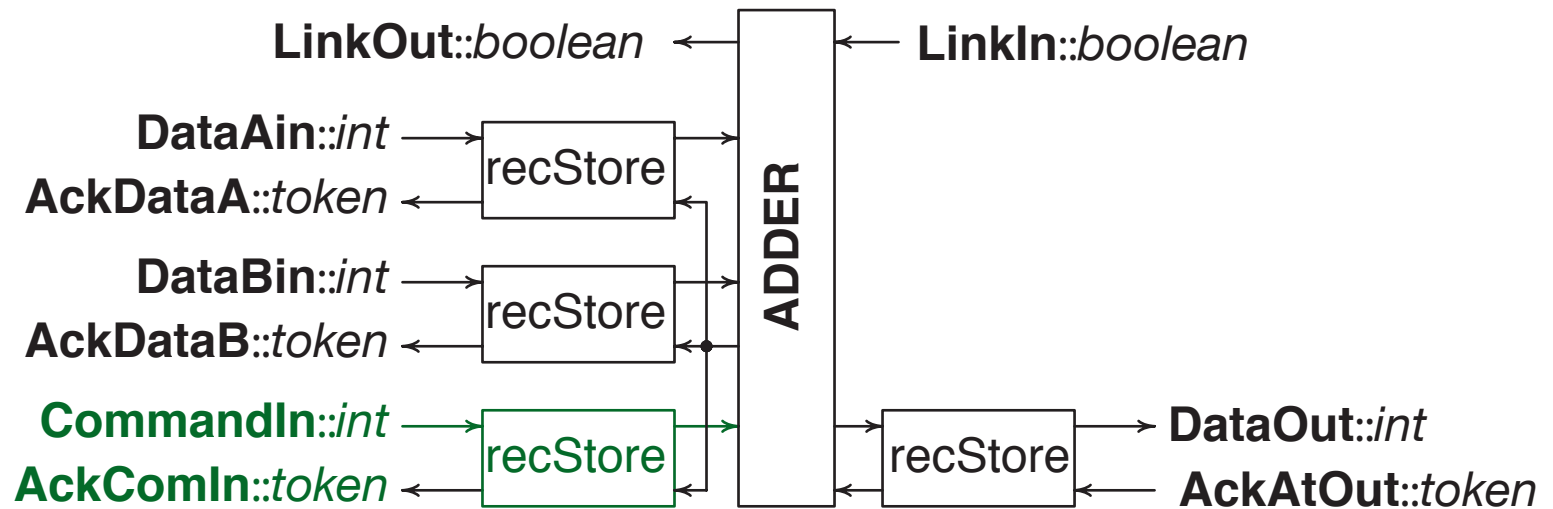 LinkOut::boolean
LinkIn::boolean
DataAin::int
recStore
AckDataA::token
ADDER
DataBin::int
recStore
AckDataB::token
CommandIn::int
recStore
AckComIn::token
recStore
DataOut::int
AckAtOut::token